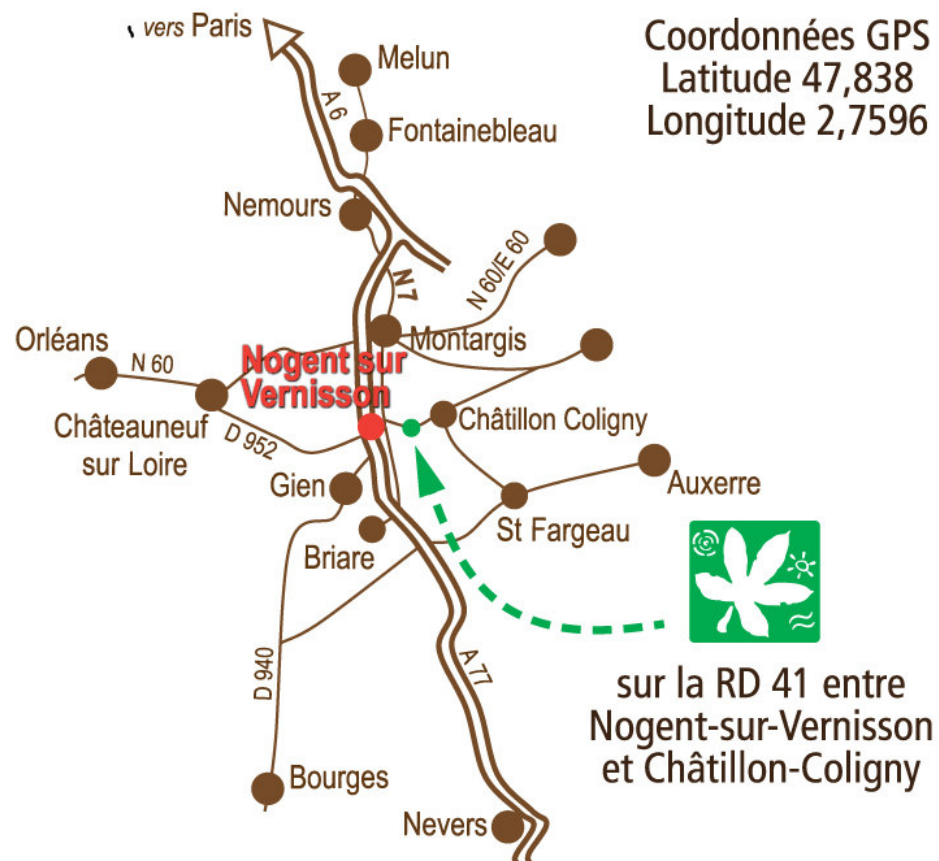 vers Paris
Coordonnées GPS
Latitude 47,838
Longitude 2,7596
Melun
A 6
Fontainebleau
Nemours
N 60/E 60
N 7
Orléans
Montargis
N 60
Nogent sur
Vernisson
Châteauneuf
sur Loire
D 952
Châtillon Coligny
Gien
Auxerre
St Fargeau
Briare
D 940
A 77
sur la RD 41 entre
Nogent-sur-Vernisson
et Châtillon-Coligny
Bourges
Nevers